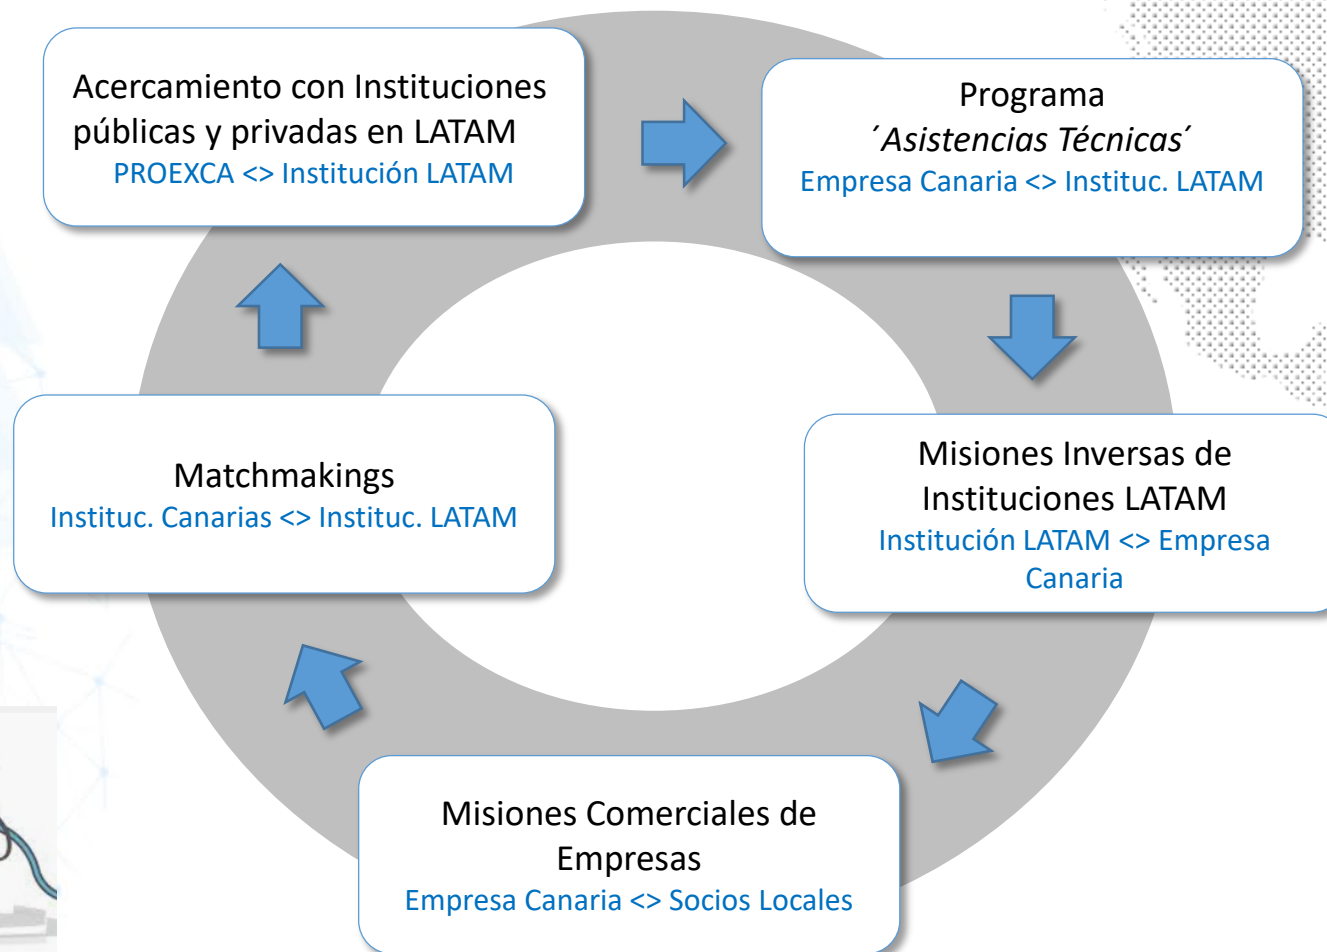 Acercamiento con Instituciones
públicas y privadas en LATAM
PROEXCA <> Institución LATAM
Programa
´Asistencias Técnicas´
Empresa Canaria <> Instituc. LATAM
Misiones Inversas de
Instituciones LATAM
Institución LATAM <> Empresa
Canaria
Misiones Comerciales de
Empresas
Empresa Canaria <> Socios Locales
Matchmakings
Instituc. Canarias <> Instituc. LATAM